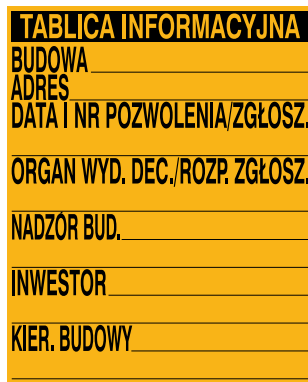 TABLICA INFORMACYJNA
BUDOWA
ADRES
DATA I NR POZWOLENIA/ZGŁOSZ.
ORGAN WYD. DEC./ROZP. ZGŁOSZ.
NADZÓR BUD.
INWESTOR
KIER. BUDOWY